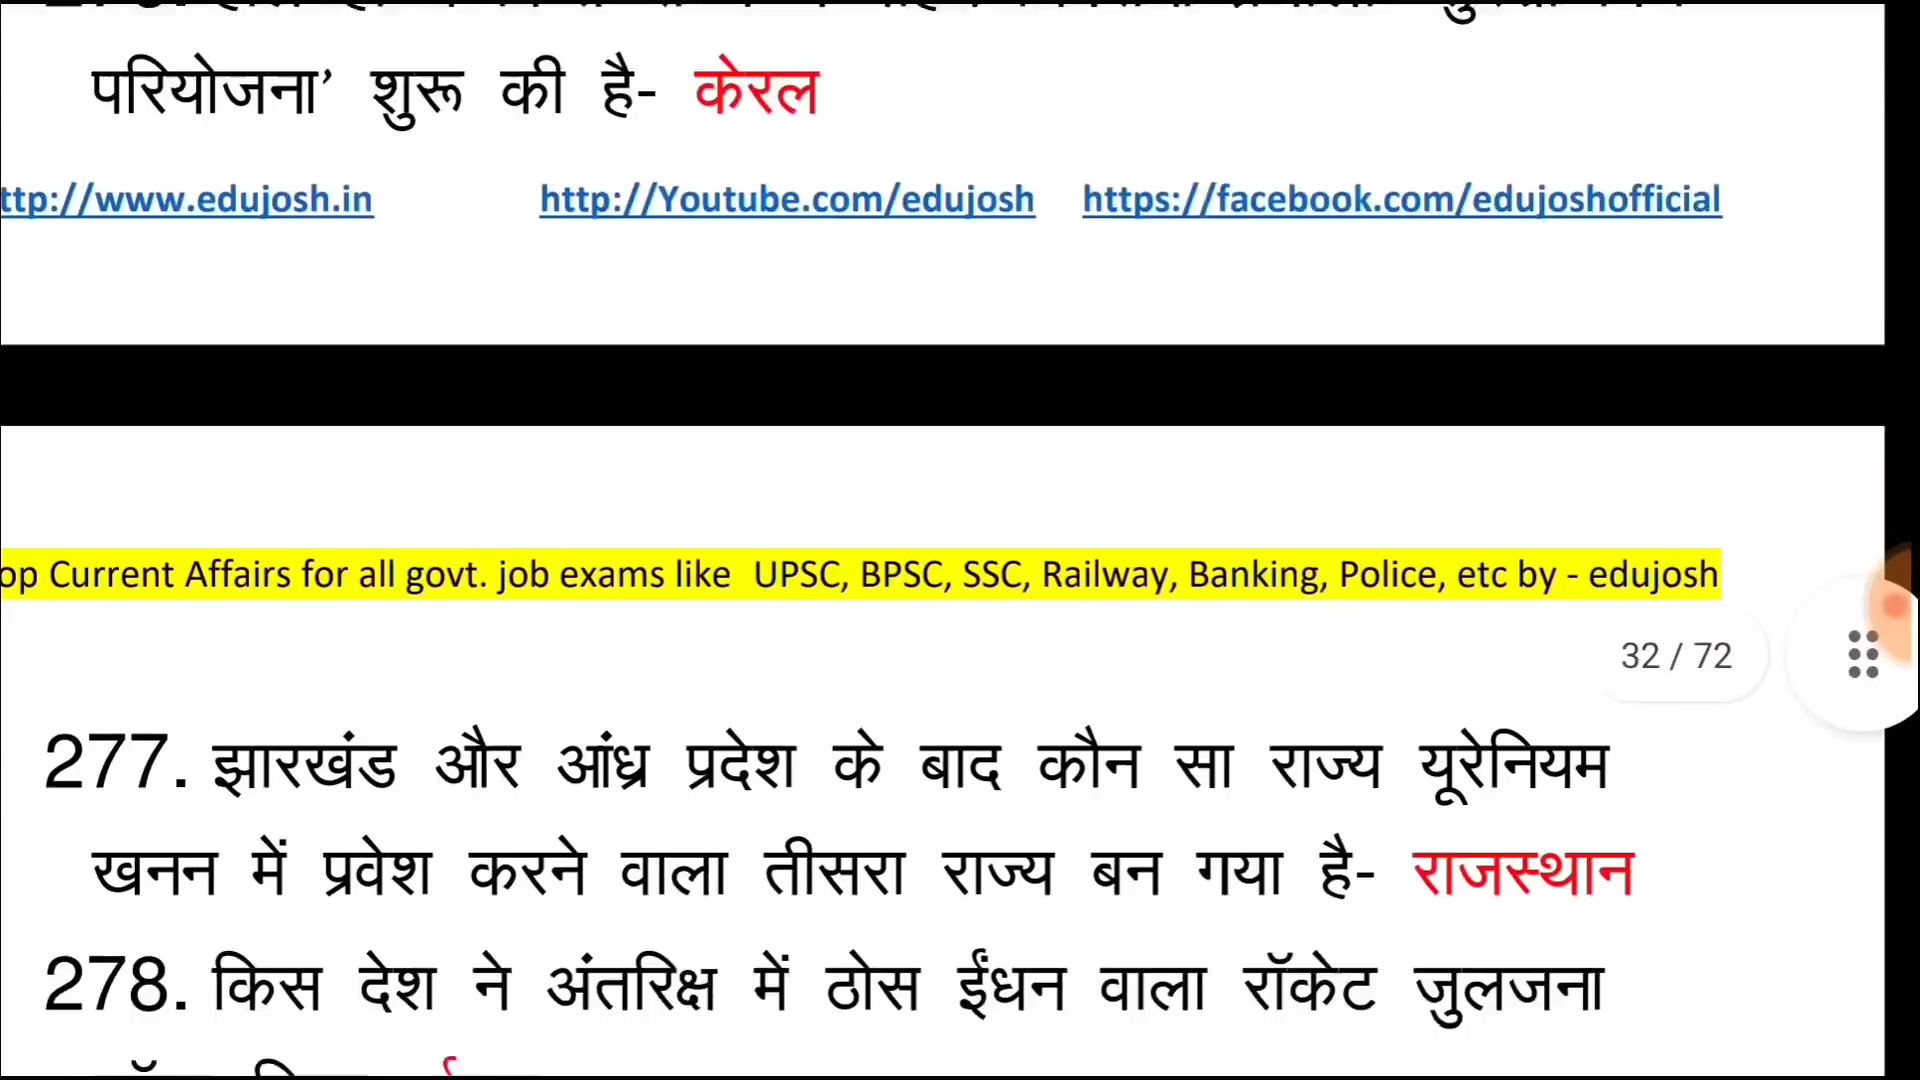 परियोजना’ शुरू की है- केरल
ttp://www.edujosh.in http://Youtube.com/edujosh https://facebook.com/edujoshofficial
op Current Affairs for all govt. job exams like UPSC, BPSC, SSC, Railway, Banking, Police, etc by - edujosh
32 / 72
277. झारखंड और आंध्र प्रदेश के बाद कौन सा राज्य यूरेनियम
खनन में प्रवेश करने वाला तीसरा राज्य बन गया है- राजस्थान
278. किस देश ने अंतरिक्ष में ठोस ईंधन वाला रॉकेट जुलजना